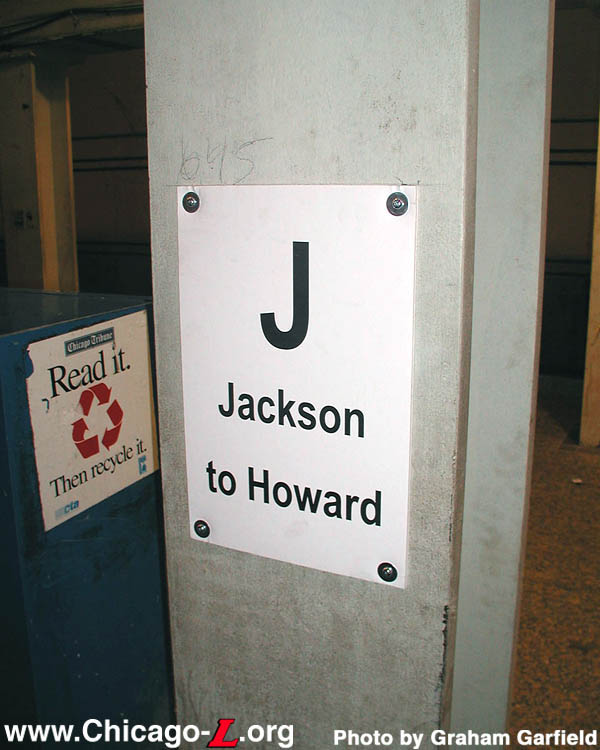 645
J
Jackson
to Howard
Chicago Tribune
Read it.
Then recycle it.
cta
www.Chicago-L.org
Photo by Graham Garfield